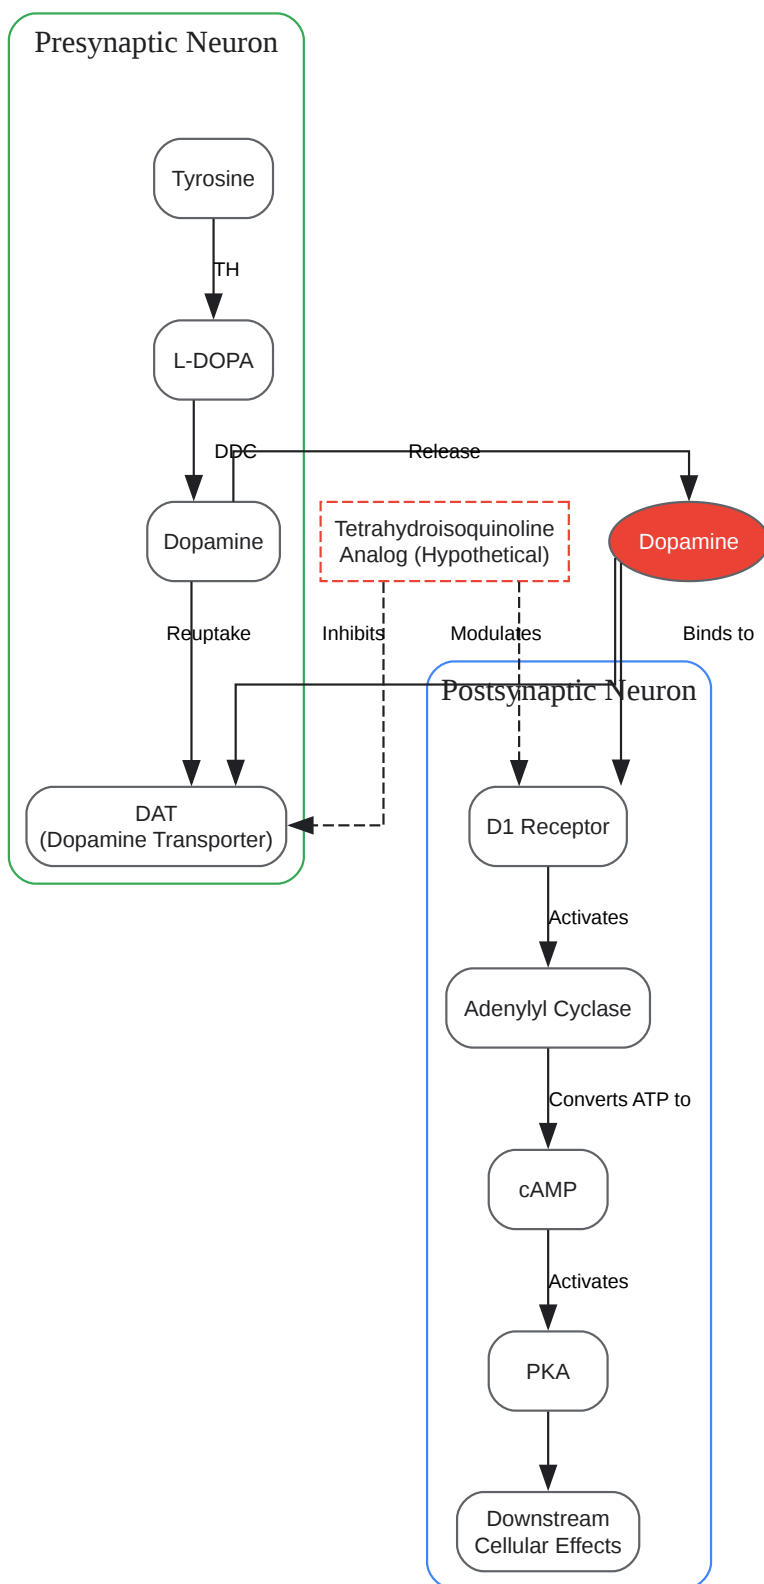 Presynaptic Neuron
Tyrosine
TH
L-DOPA
DDC
Release
Dopamine
Tetrahydroisoquinoline
Analog (Hypothetical)
Dopamine
Reuptake
Inhibits
Modulates
Binds to
Postsynaptic Neuron
DAT
(Dopamine Transporter)
D1 Receptor
Activates
Adenylyl Cyclase
Converts ATP to
cAMP
Activates
PKA
Downstream
Cellular Effects